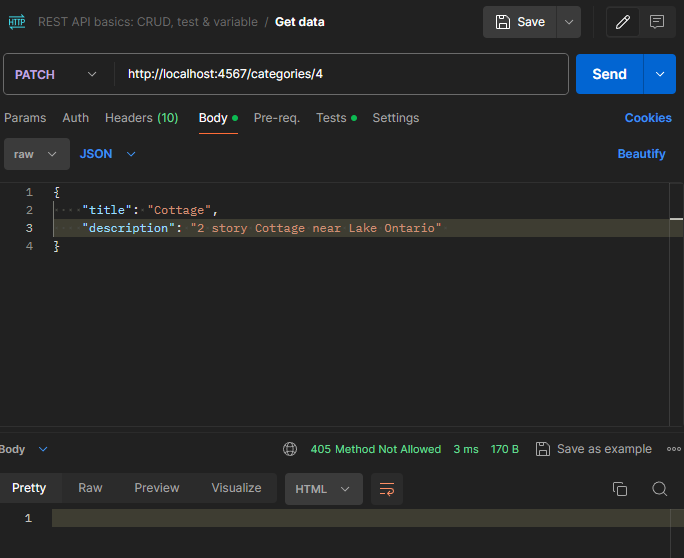 HTTP REST API basics: CRUD, test & variable / Get data Save
PATCH http://localhost:4567/categories/4 Send
Params Auth Headers (10) Body Pre-req. Tests Settings Cookies
raw JSON Beautify
1 {
2 "title": "Cottage",
3 "description": "2 story Cottage near Lake Ontario"
4 }
Body 405 Method Not Allowed 3 ms 170 B Save as example
Pretty Raw Preview Visualize HTML
1